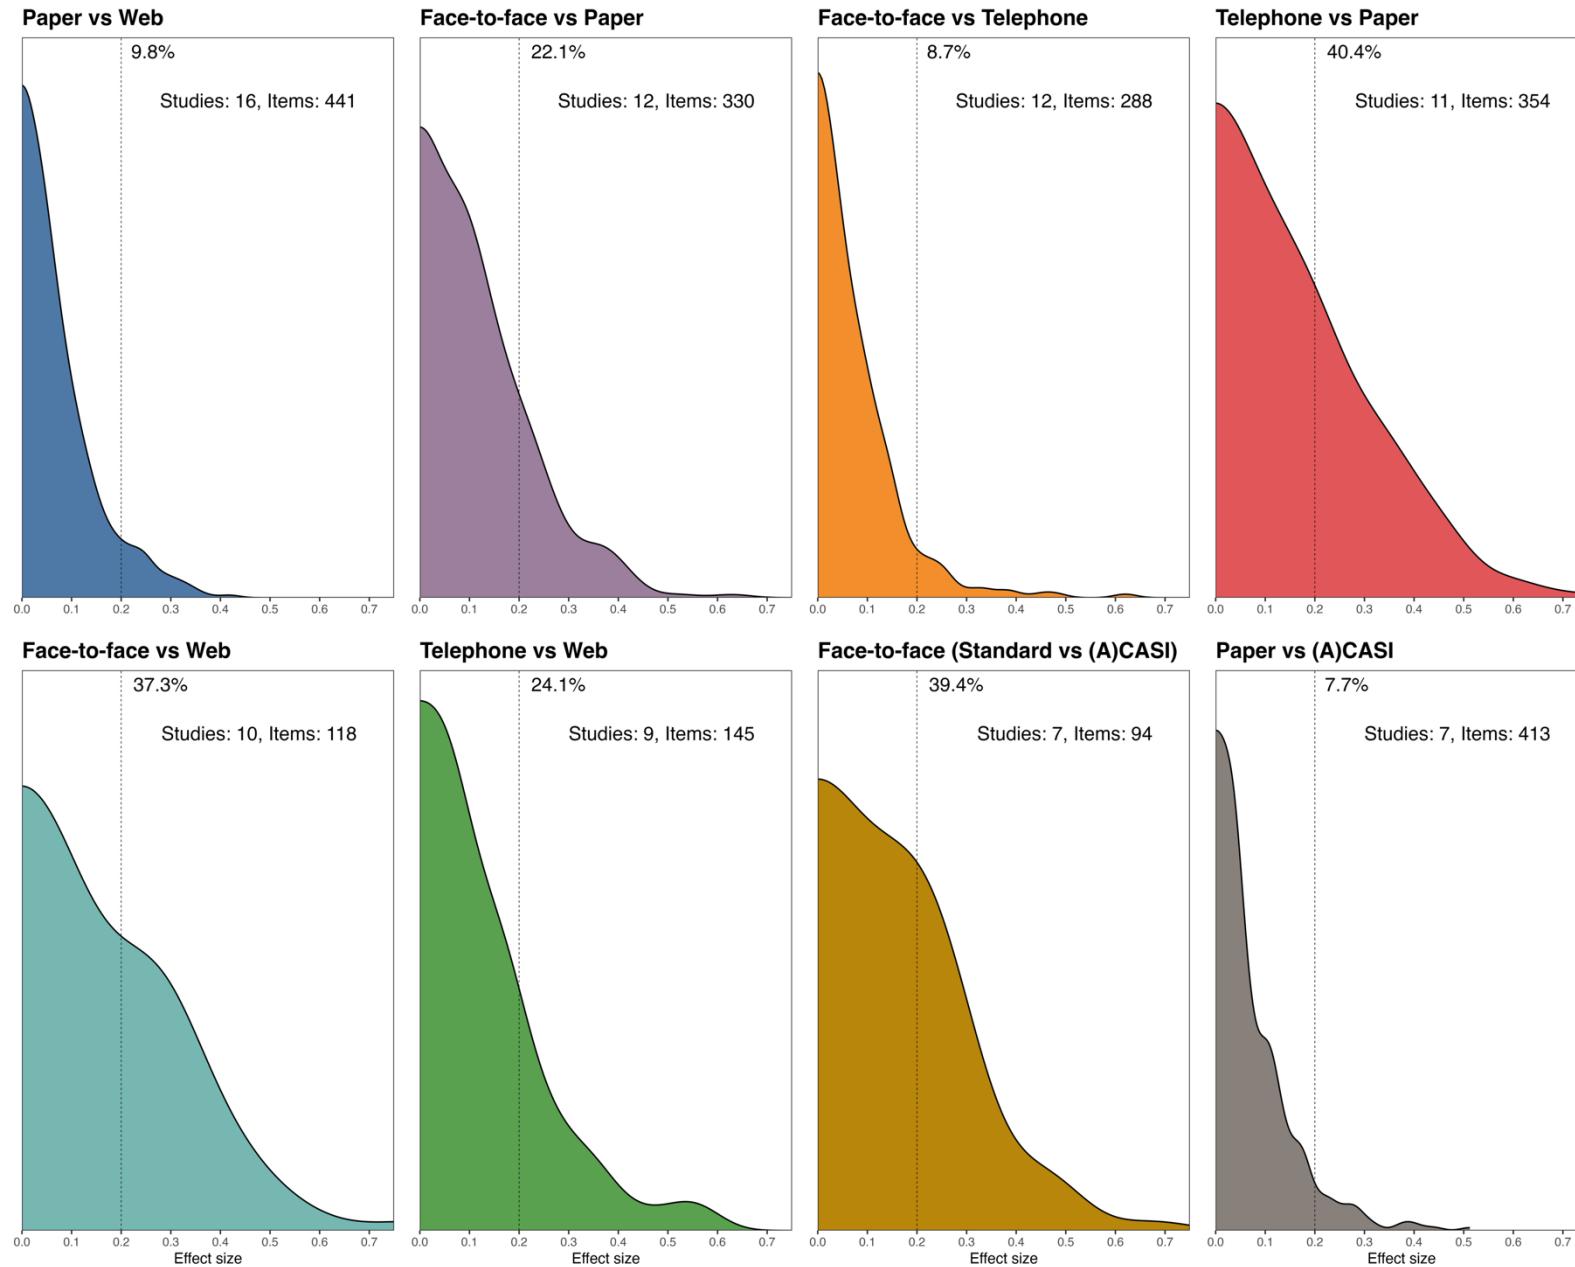 Paper vs Web
9.8%
Studies: 16, Items: 441
0.0 0.1 0.2 0.3 0.4 0.5 0.6 0.7
Face-to-face vs Paper
22.1%
Studies: 12, Items: 330
0.0 0.1 0.2 0.3 0.4 0.5 0.6 0.7
Face-to-face vs Telephone
8.7%
Studies: 12, Items: 288
0.0 0.1 0.2 0.3 0.4 0.5 0.6 0.7
Telephone vs Paper
40.4%
Studies: 11, Items: 354
0.0 0.1 0.2 0.3 0.4 0.5 0.6 0.7
Face-to-face vs Web
37.3%
Studies: 10, Items: 118
0.0 0.1 0.2 0.3 0.4 0.5 0.6 0.7
Effect size
Telephone vs Web
24.1%
Studies: 9, Items: 145
0.0 0.1 0.2 0.3 0.4 0.5 0.6 0.7
Effect size
Face-to-face (Standard vs (A)CASI)
39.4%
Studies: 7, Items: 94
0.0 0.1 0.2 0.3 0.4 0.5 0.6 0.7
Effect size
Paper vs (A)CASI
7.7%
Studies: 7, Items: 413
0.0 0.1 0.2 0.3 0.4 0.5 0.6 0.7
Effect size